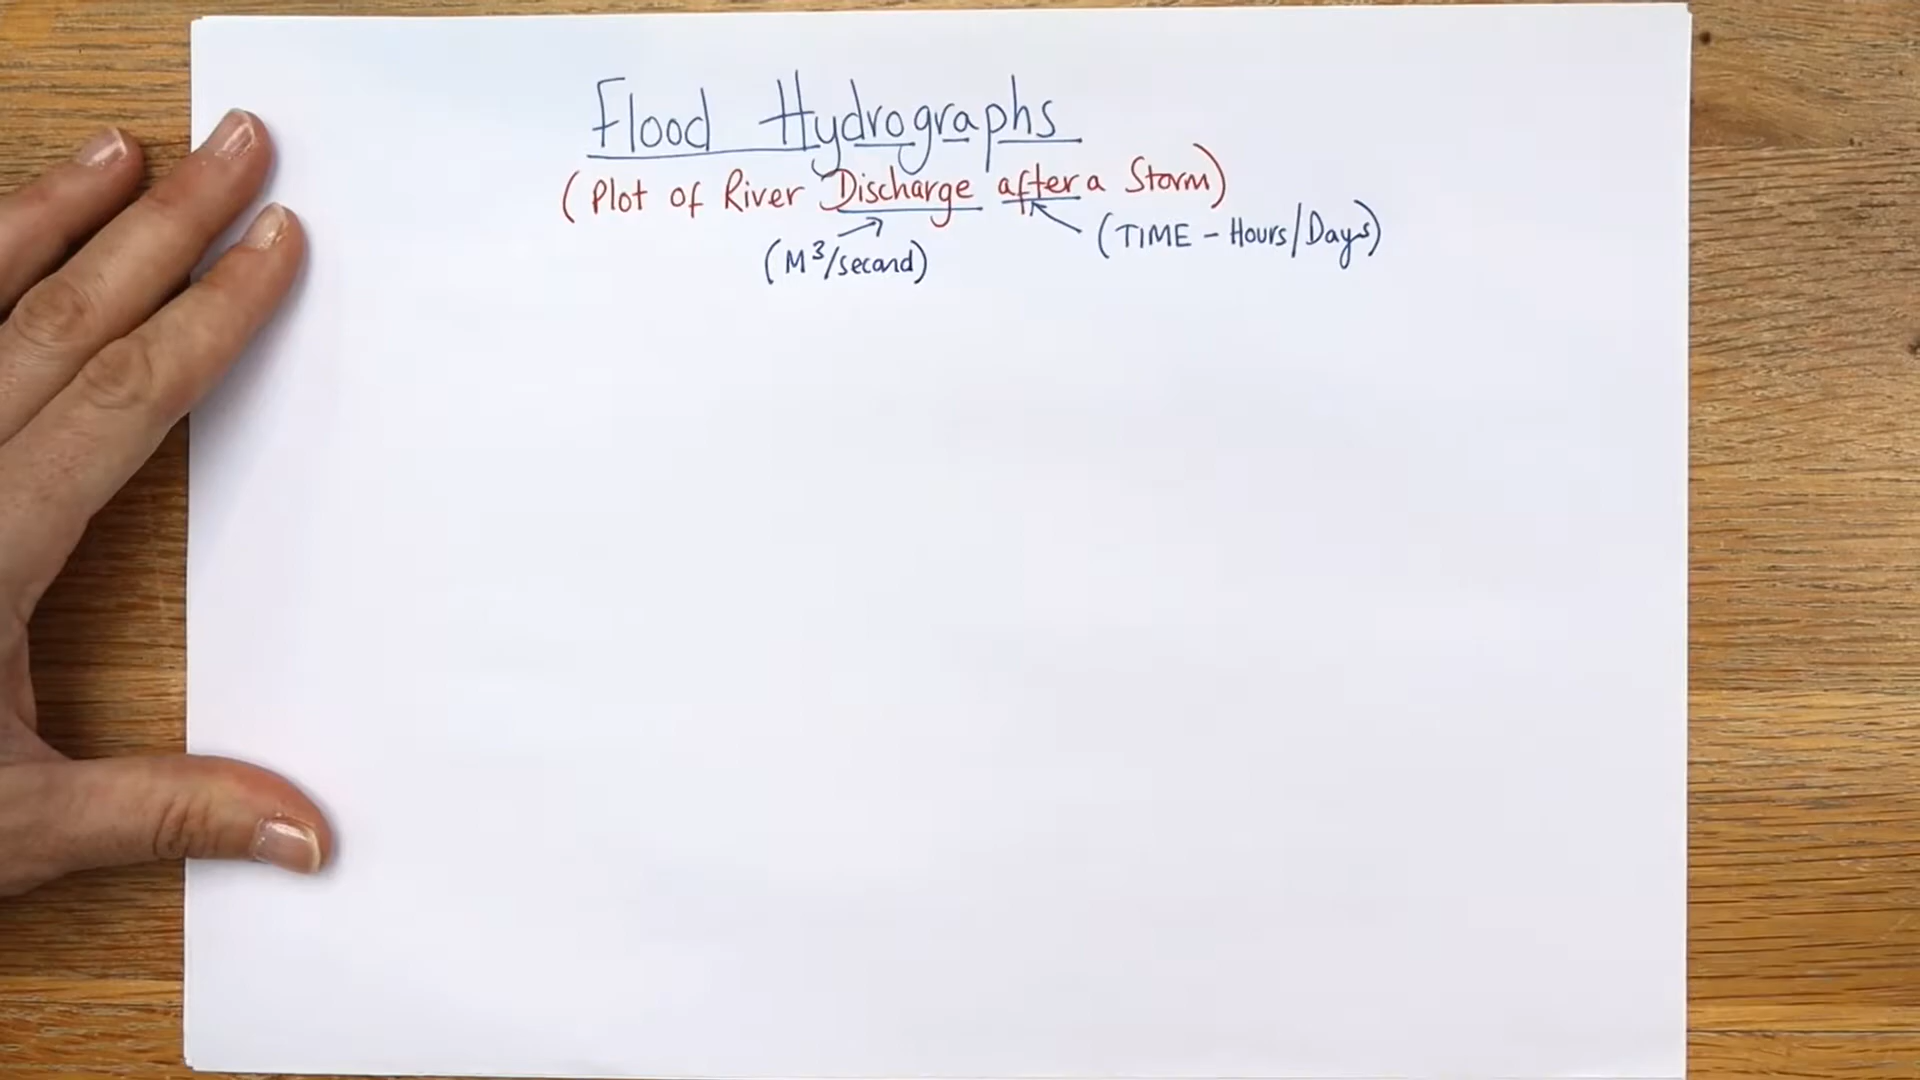 Flood Hydrographs
(Plot of River Discharge after a Storm)
(TIME - Hours/Days)
(M³/second)